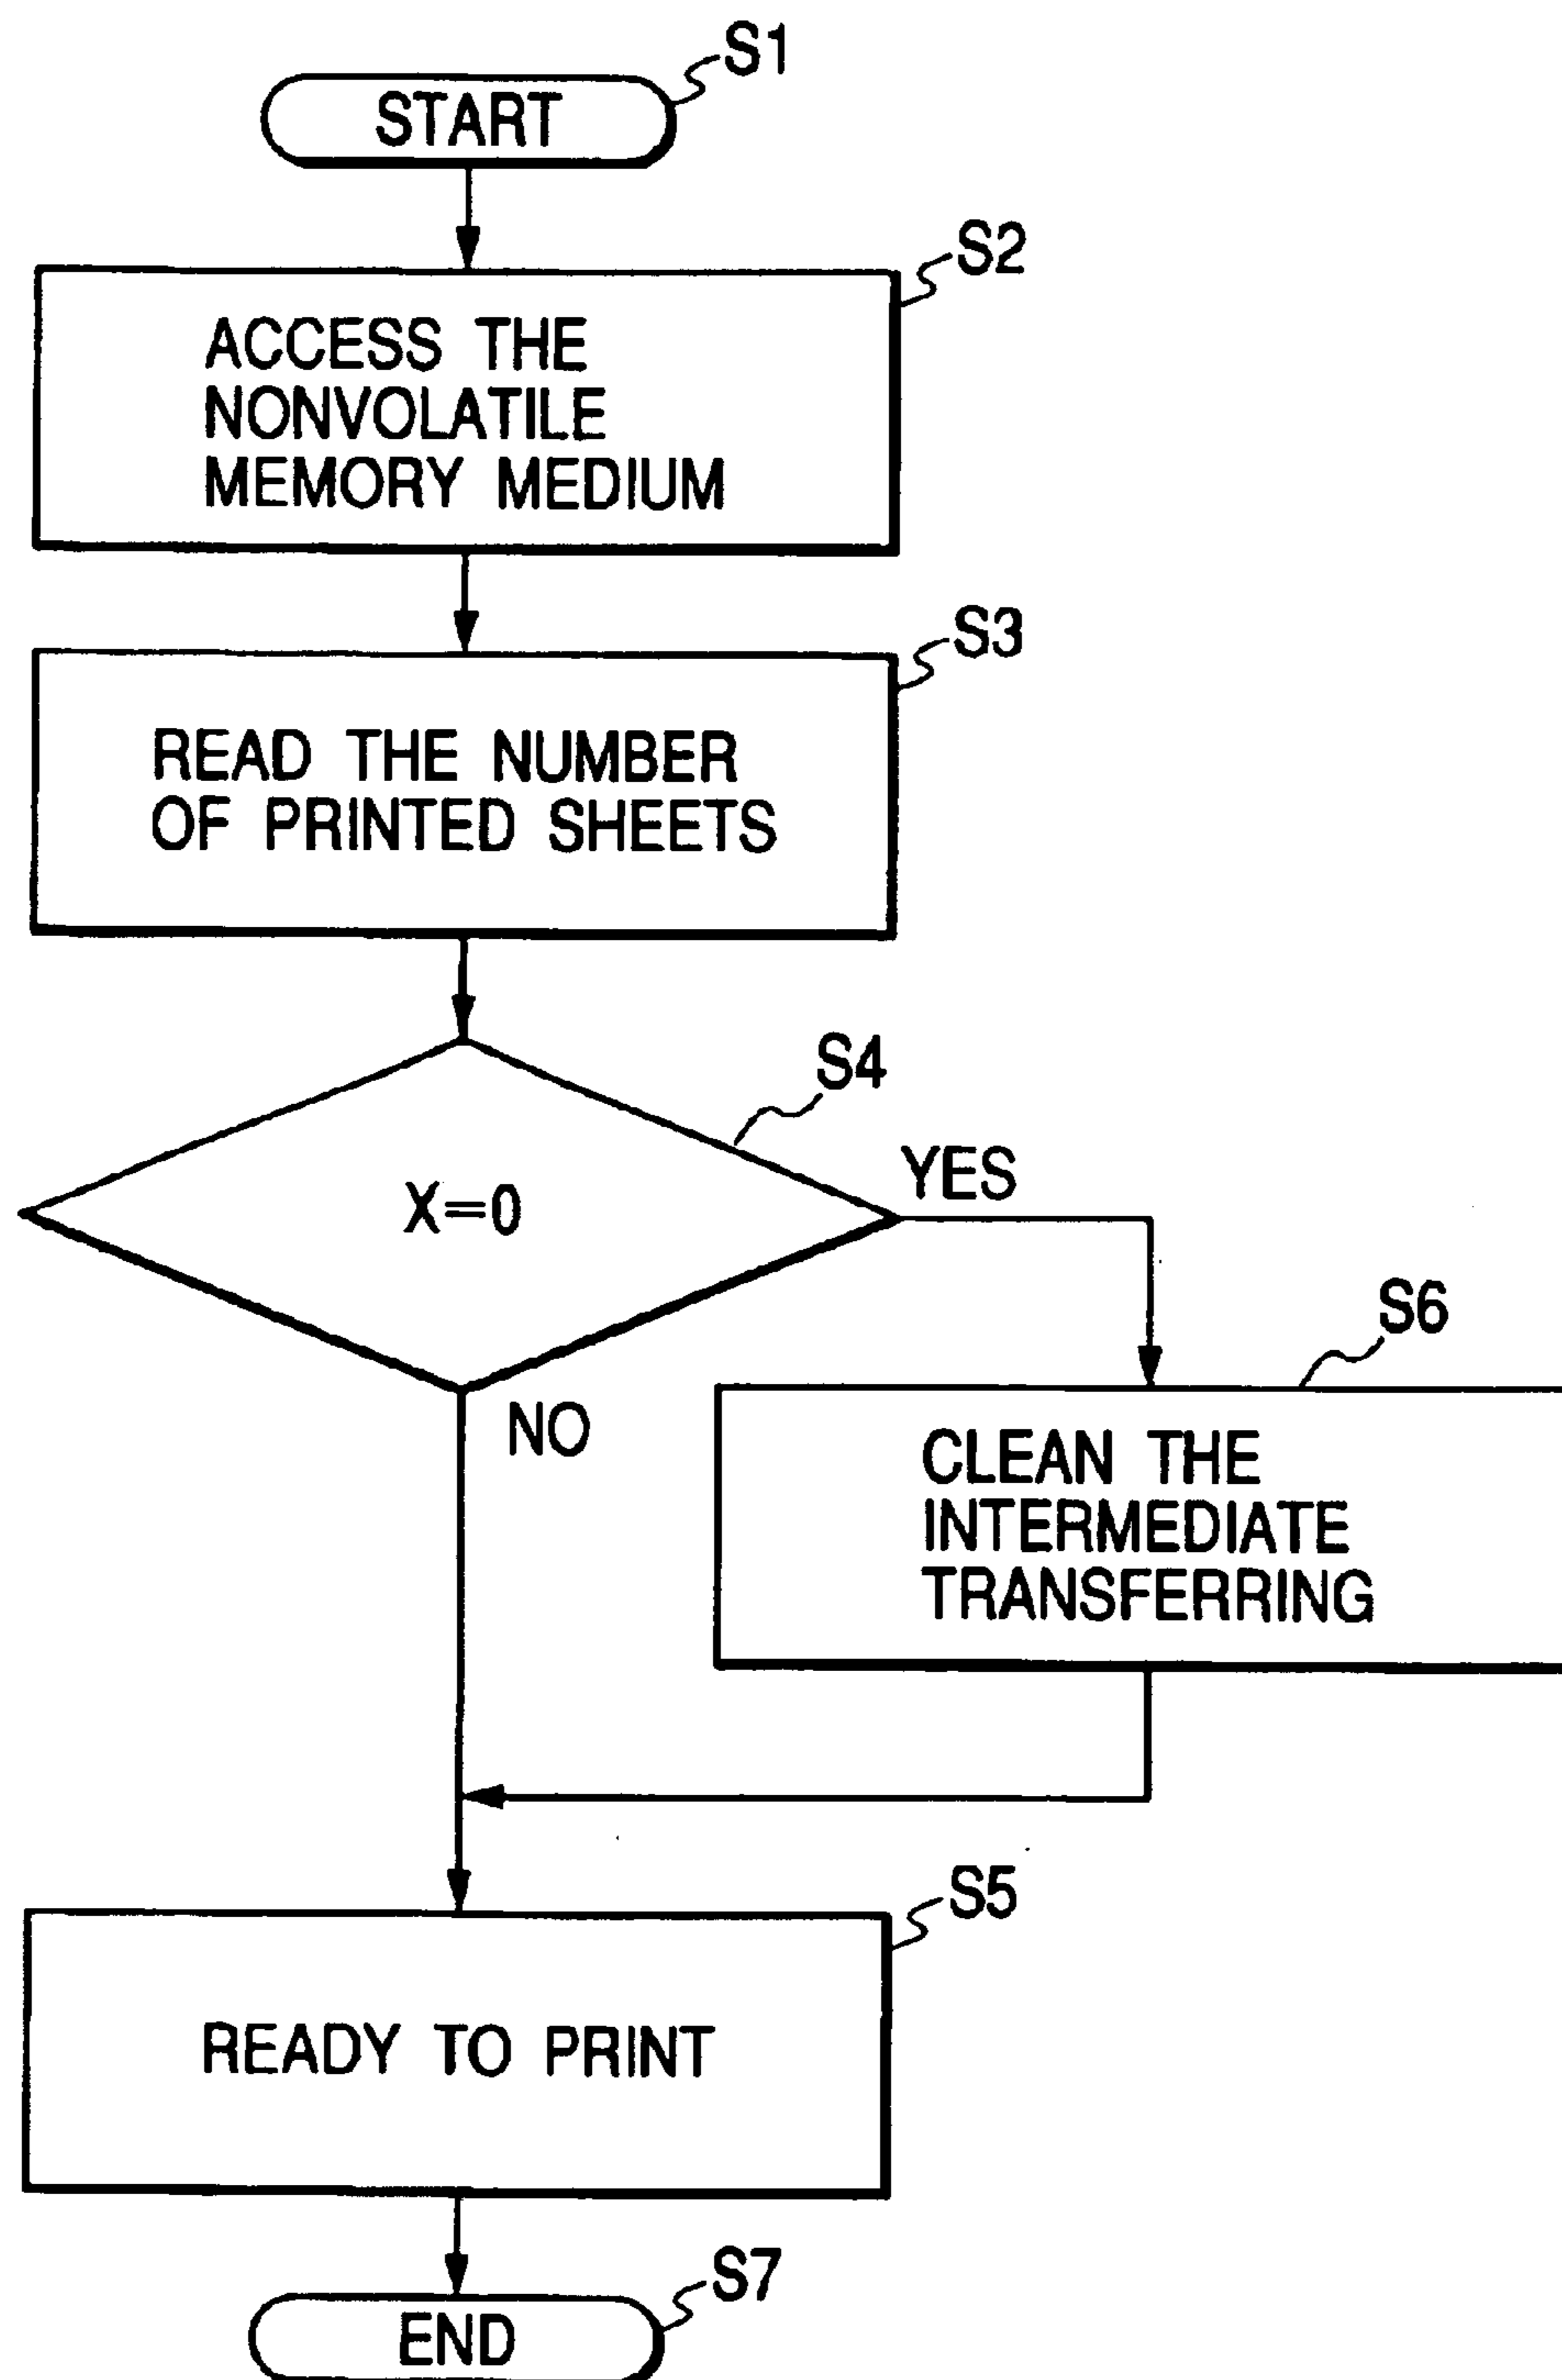 S1
START
S2
ACCESS THE
NONVOLATILE
MEMORY MEDIUM
S3
READ THE NUMBER
OF PRINTED SHEETS
S4
X=0
YES
NO
S6
CLEAN THE
INTERMEDIATE
TRANSFERRING
S5
READY TO PRINT
S7
END